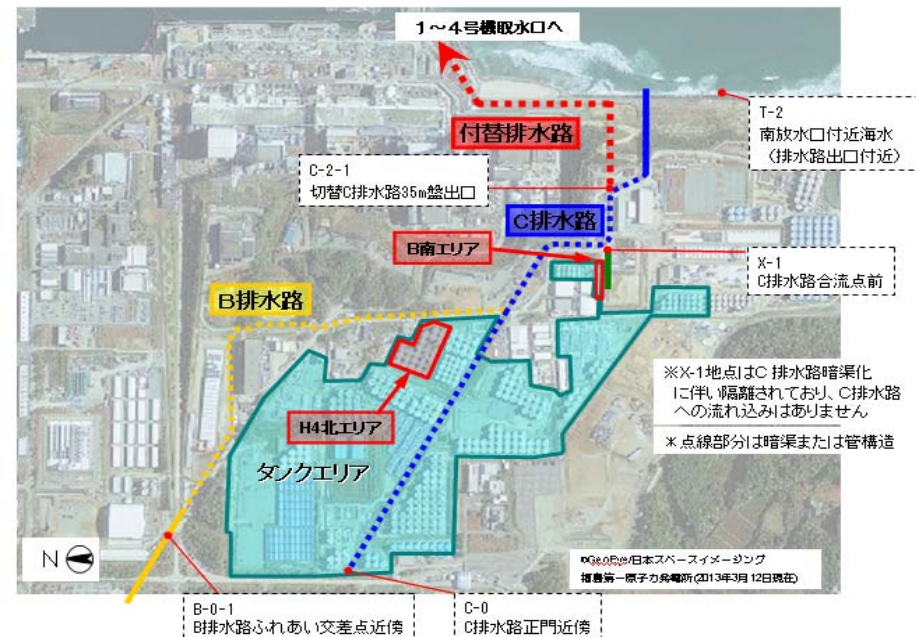 1～4号機取水口へ
T-2
南放水口付近海水
（排水路出口付近）
付替排水路
C-2-1
切替C排水路35m盤出口
C排水路
B南エリア
X-1
C排水路合流点前
B排水路
※X-1地点はC排水路暗渠化
に伴い隔離されており、C排水路
への流れ込みはありません
H4北エリア
＊点線部分は暗渠または管構造
タンクエリア
N
©GeoEye/日本スペースイメージング
福島第一原子力発電所(2013年3月12日現在)
B-0-1
B排水路ふれあい交差点近傍
C-0
C排水路正門近傍